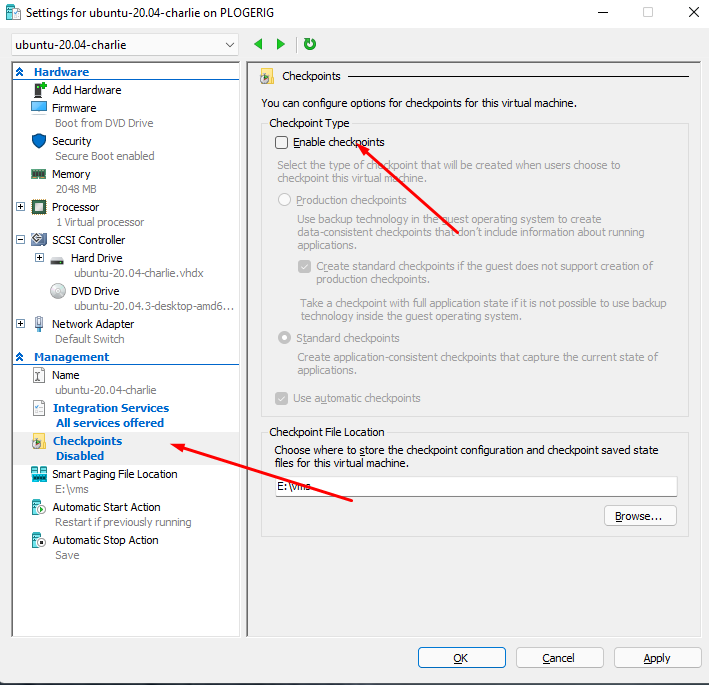 Settings for ubuntu-20.04-charlie on PLOGERIG
ubuntu-20.04-charlie
Hardware
Add Hardware
Firmware
Boot from DVD Drive
Security
Secure Boot enabled
Memory
2048 MB
Processor
1 Virtual processor
SCSI Controller
Hard Drive
ubuntu-20.04-charlie.vhdx
DVD Drive
ubuntu-20.04.3-desktop-amd6...
Network Adapter
Default Switch
Management
Name
ubuntu-20.04-charlie
Integration Services
All services offered
Checkpoints
Disabled
Smart Paging File Location
E:\vms
Automatic Start Action
Restart if previously running
Automatic Stop Action
Save
Checkpoints
You can configure options for checkpoints for this virtual machine.
Checkpoint Type
Enable checkpoints
Select the type of checkpoint that will be created when users choose to
checkpoint this virtual machine.
Production checkpoints
Use backup technology in the guest operating system to create
data-consistent checkpoints that don't include information about running
applications.
Create standard checkpoints if the guest does not support creation of
production checkpoints.
Take a checkpoint with full application state if it is not possible to use backup
technology inside the guest operating system.
Standard checkpoints
Create application-consistent checkpoints that capture the current state of
applications.
Use automatic checkpoints
Checkpoint File Location
Choose where to store the checkpoint configuration and checkpoint saved state
files for this virtual machine.
E:\vms
Browse...
OK
Cancel
Apply